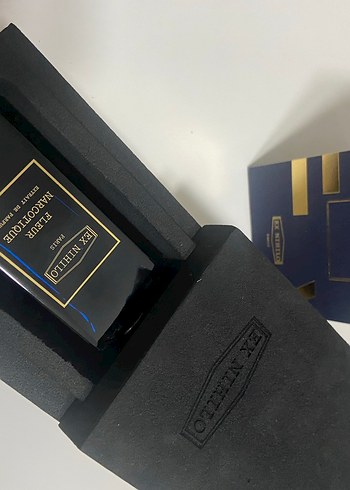 EX NIHILO
PARIS
FLEUR
NARCOTIQUE
EXTRAIT DE PARFUM
EX NIHILO
EX NIHILO